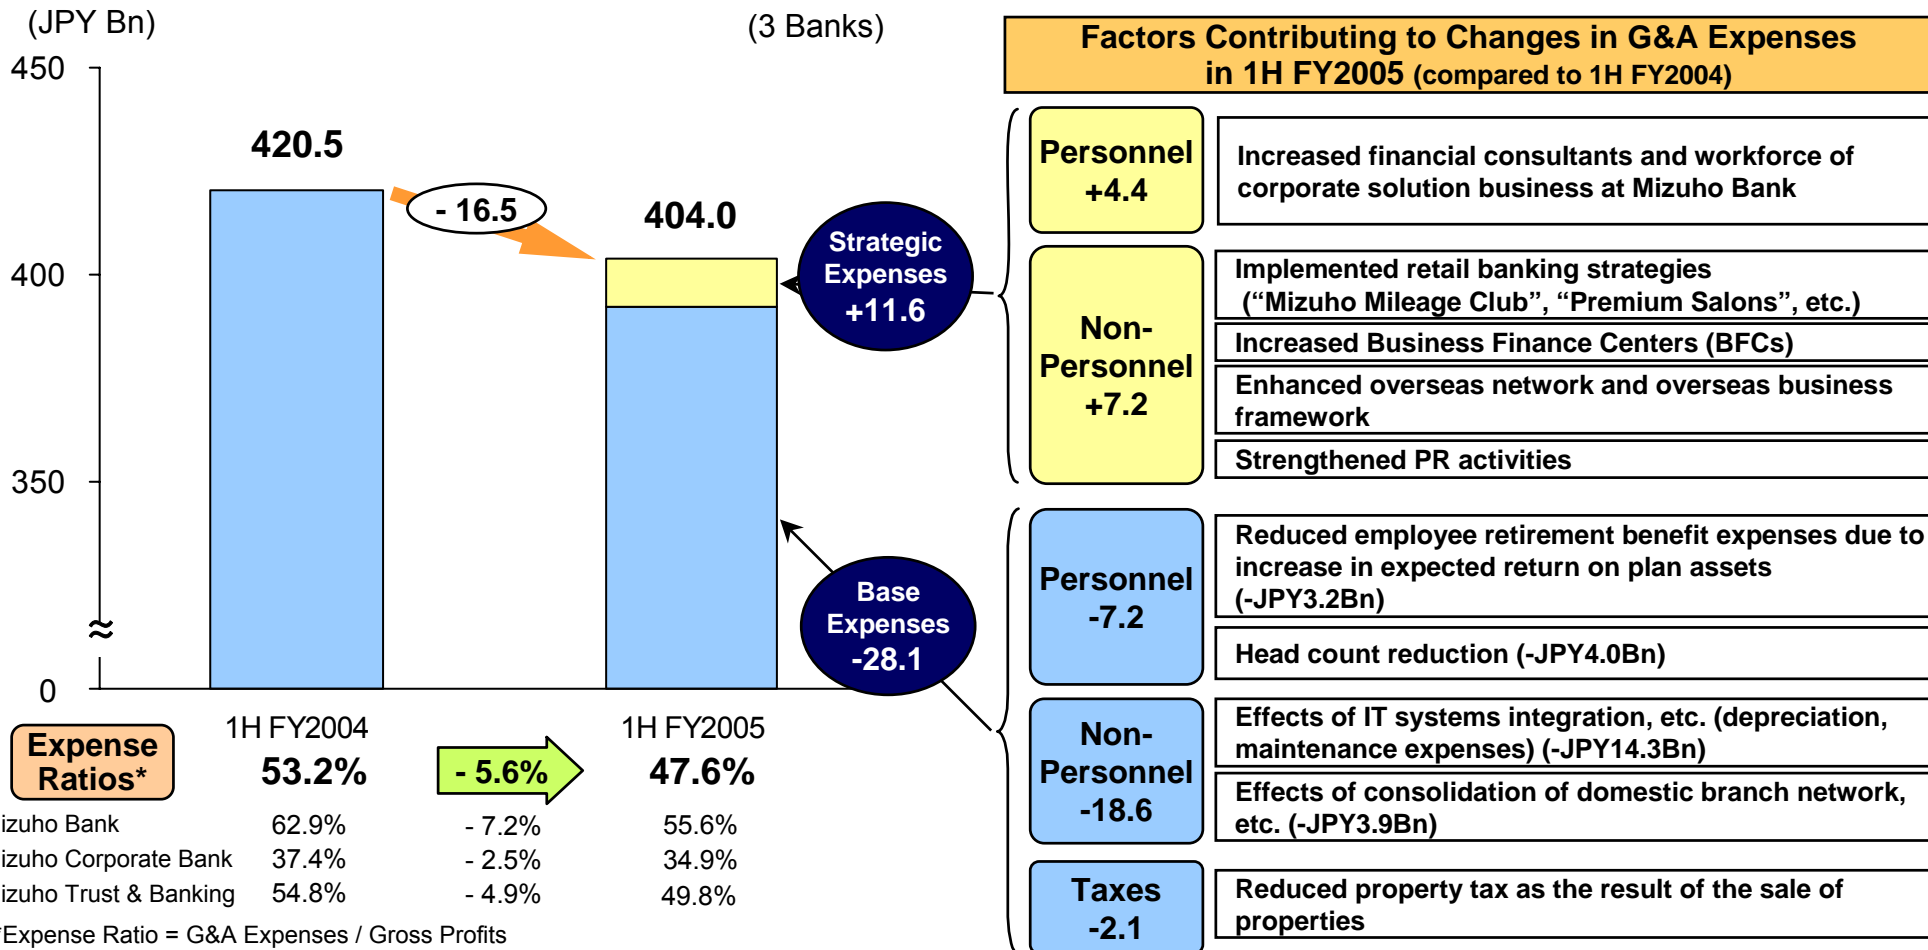 (JPY Bn)
(3 Banks)
450
400
350
≈
0
420.5
- 16.5
404.0
Strategic
Expenses
+11.6
Base
Expenses
-28.1
1H FY2004
1H FY2005
Expense
Ratios*
53.2%
- 5.6%
47.6%
izuho Bank 62.9% - 7.2% 55.6%
izuho Corporate Bank 37.4% - 2.5% 34.9%
izuho Trust & Banking 54.8% - 4.9% 49.8%
*Expense Ratio = G&A Expenses / Gross Profits
Factors Contributing to Changes in G&A Expenses
in 1H FY2005 (compared to 1H FY2004)
Personnel
+4.4
Increased financial consultants and workforce of
corporate solution business at Mizuho Bank
Non-
Personnel
+7.2
Implemented retail banking strategies
(“Mizuho Mileage Club”, “Premium Salons”, etc.)
Increased Business Finance Centers (BFCs)
Enhanced overseas network and overseas business
framework
Strengthened PR activities
Personnel
-7.2
Reduced employee retirement benefit expenses due to
increase in expected return on plan assets
(-JPY3.2Bn)
Head count reduction (-JPY4.0Bn)
Non-
Personnel
-18.6
Effects of IT systems integration, etc. (depreciation,
maintenance expenses) (-JPY14.3Bn)
Effects of consolidation of domestic branch network,
etc. (-JPY3.9Bn)
Taxes
-2.1
Reduced property tax as the result of the sale of
properties